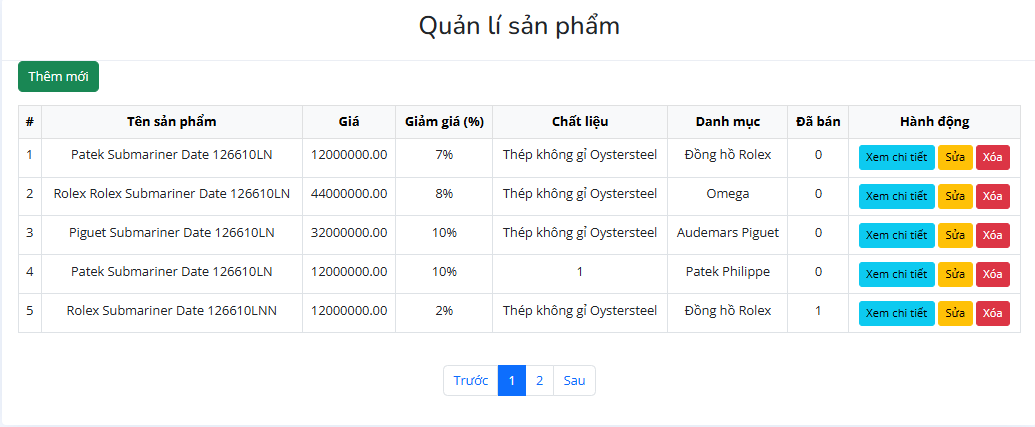 Quản lí sản phẩm
Thêm mới
# Tên sản phẩm Giá Giảm giá (%) Chất liệu Danh mục Đã bán Hành động
1 Patek Submariner Date 126610LN 12000000.00 7% Thép không gỉ Oystersteel Đồng hồ Rolex 0 Xem chi tiết Sửa Xóa
2 Rolex Rolex Submariner Date 126610LN 44000000.00 8% Thép không gỉ Oystersteel Omega 0 Xem chi tiết Sửa Xóa
3 Piguet Submariner Date 126610LN 32000000.00 10% Thép không gỉ Oystersteel Audemars Piguet 0 Xem chi tiết Sửa Xóa
4 Patek Submariner Date 126610LN 12000000.00 10% 1 Patek Philippe 0 Xem chi tiết Sửa Xóa
5 Rolex Submariner Date 126610LNN 12000000.00 2% Thép không gỉ Oystersteel Đồng hồ Rolex 1 Xem chi tiết Sửa Xóa
Trước 1 2 Sau